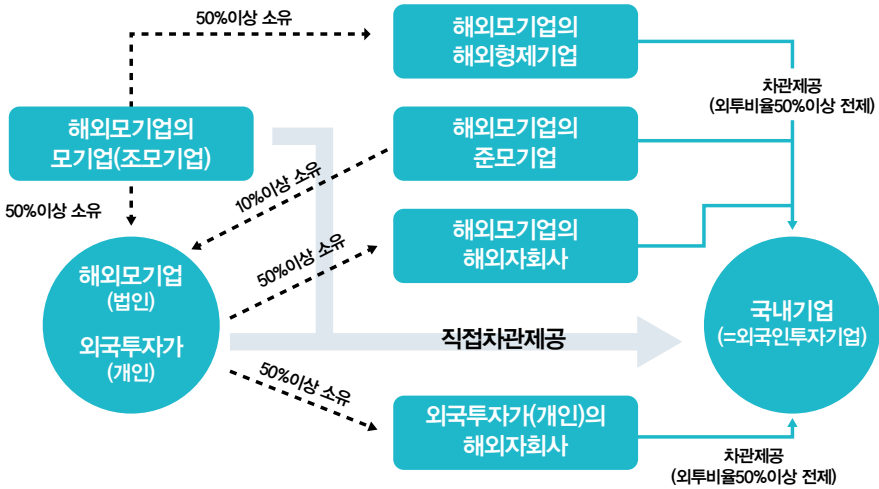 50%이상 소유
해외모기업의
해외형제기업
차관제공
(외투비율50%이상 전제)
해외모기업의
모기업(조모기업)
해외모기업의
준모기업
50%이상 소유
10%이상 소유
해외모기업의
해외자회사
50%이상 소유
해외모기업
(법인)
외국투자가
(개인)
직접차관제공
국내기업
(=외국인투자기업)
50%이상 소유
외국투자가(개인)의
해외자회사
차관제공
(외투비율50%이상 전제)